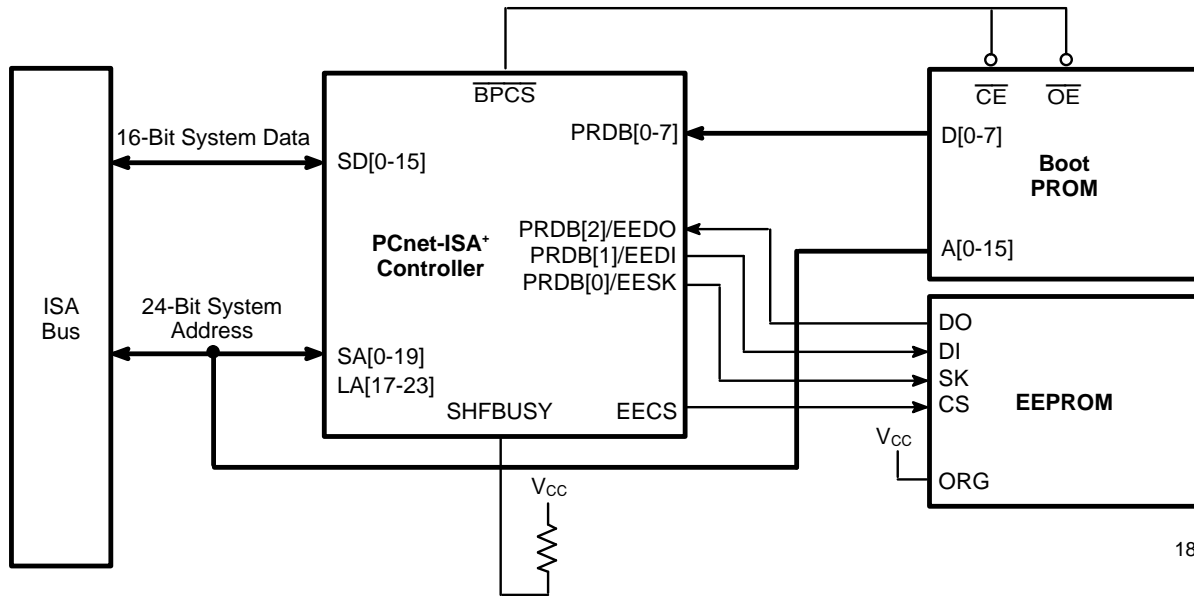 BPCS
CE OE
16-Bit System Data
SD[0-15]
PRDB[0-7]
D[0-7]
Boot
PROM
PCnet-ISA+
Controller
PRDB[2]/EEDO
PRDB[1]/EEDI
PRDB[0]/EESK
A[0-15]
ISA
Bus
24-Bit System
Address
SA[0-19]
LA[17-23]
SHFBUSY
EECS
DO
DI
SK
CS
EEPROM
VCC
ORG
VCC
18